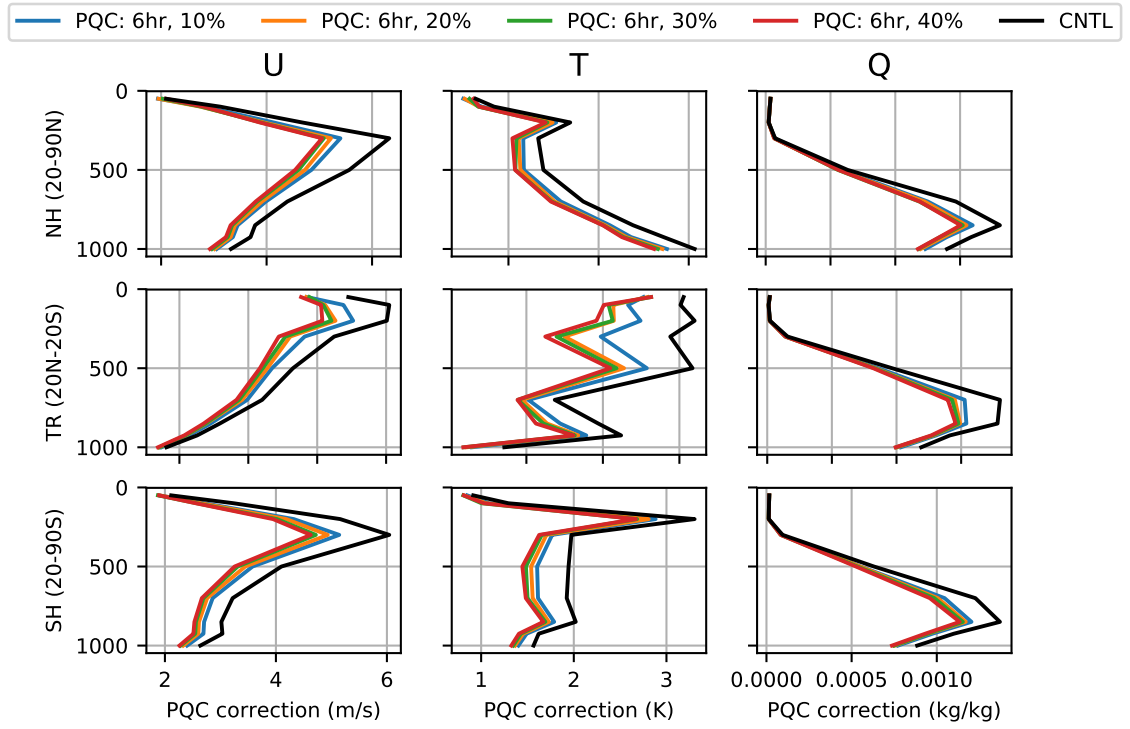 PQC: 6hr, 10% PQC: 6hr, 20% PQC: 6hr, 30% PQC: 6hr, 40% CNTL
U T Q
NH (20-90N)
0
500
1000
TR (20N-20S)
0
500
1000
SH (20-90S)
0
500
1000
2 4 6
1 2 3
0.0000 0.0005 0.0010
PQC correction (m/s) PQC correction (K) PQC correction (kg/kg)